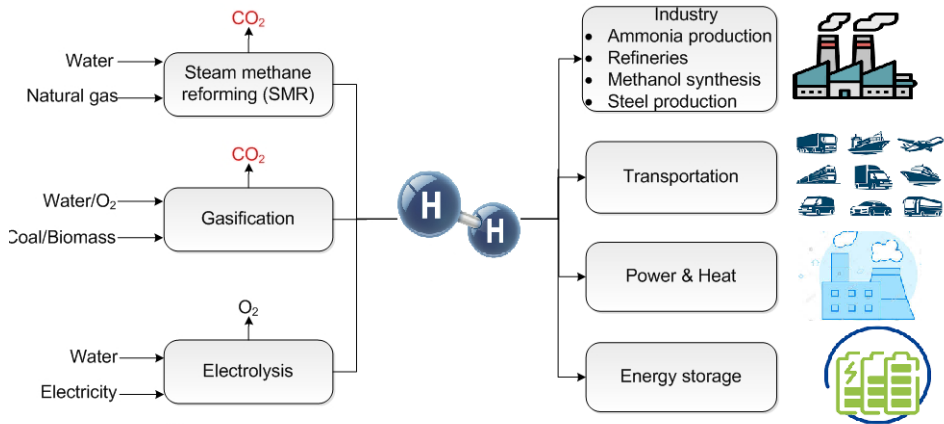 CO₂
Water
Natural gas
Steam methane
reforming (SMR)
CO₂
Water/O₂
Coal/Biomass
Gasification
O₂
Water
Electricity
Electrolysis
H
H
Industry
• Ammonia production
• Refineries
• Methanol synthesis
• Steel production
Transportation
Power & Heat
Energy storage